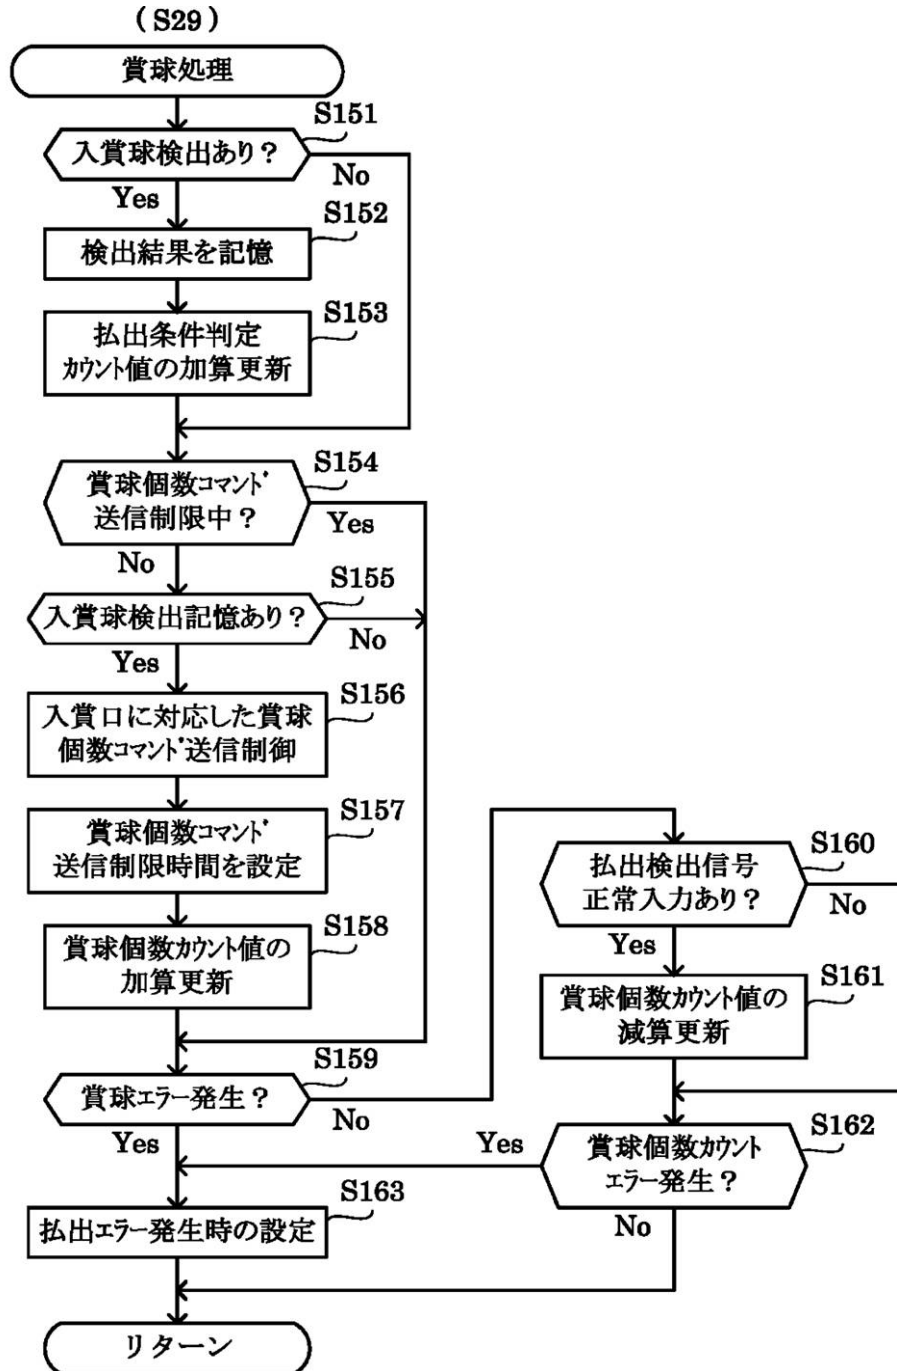 (S29)
賞球処理
S151
入賞球検出あり?
No
Yes
S152
検出結果を記憶
S153
払出条件判定
カウント値の加算更新
S154
賞球個数コマンド
送信制限中?
Yes
No
S155
入賞球検出記憶あり?
No
Yes
S156
入賞口に対応した賞球
個数コマンド送信制御
S157
賞球個数コマンド
送信制限時間を設定
S158
賞球個数カウント値の
加算更新
S159
賞球エラー発生?
No
Yes
S160
払出検出信号
正常入力あり?
No
Yes
S161
賞球個数カウント値の
減算更新
S162
賞球個数カウント
エラー発生?
Yes
No
S163
払出エラー発生時の設定
リターン